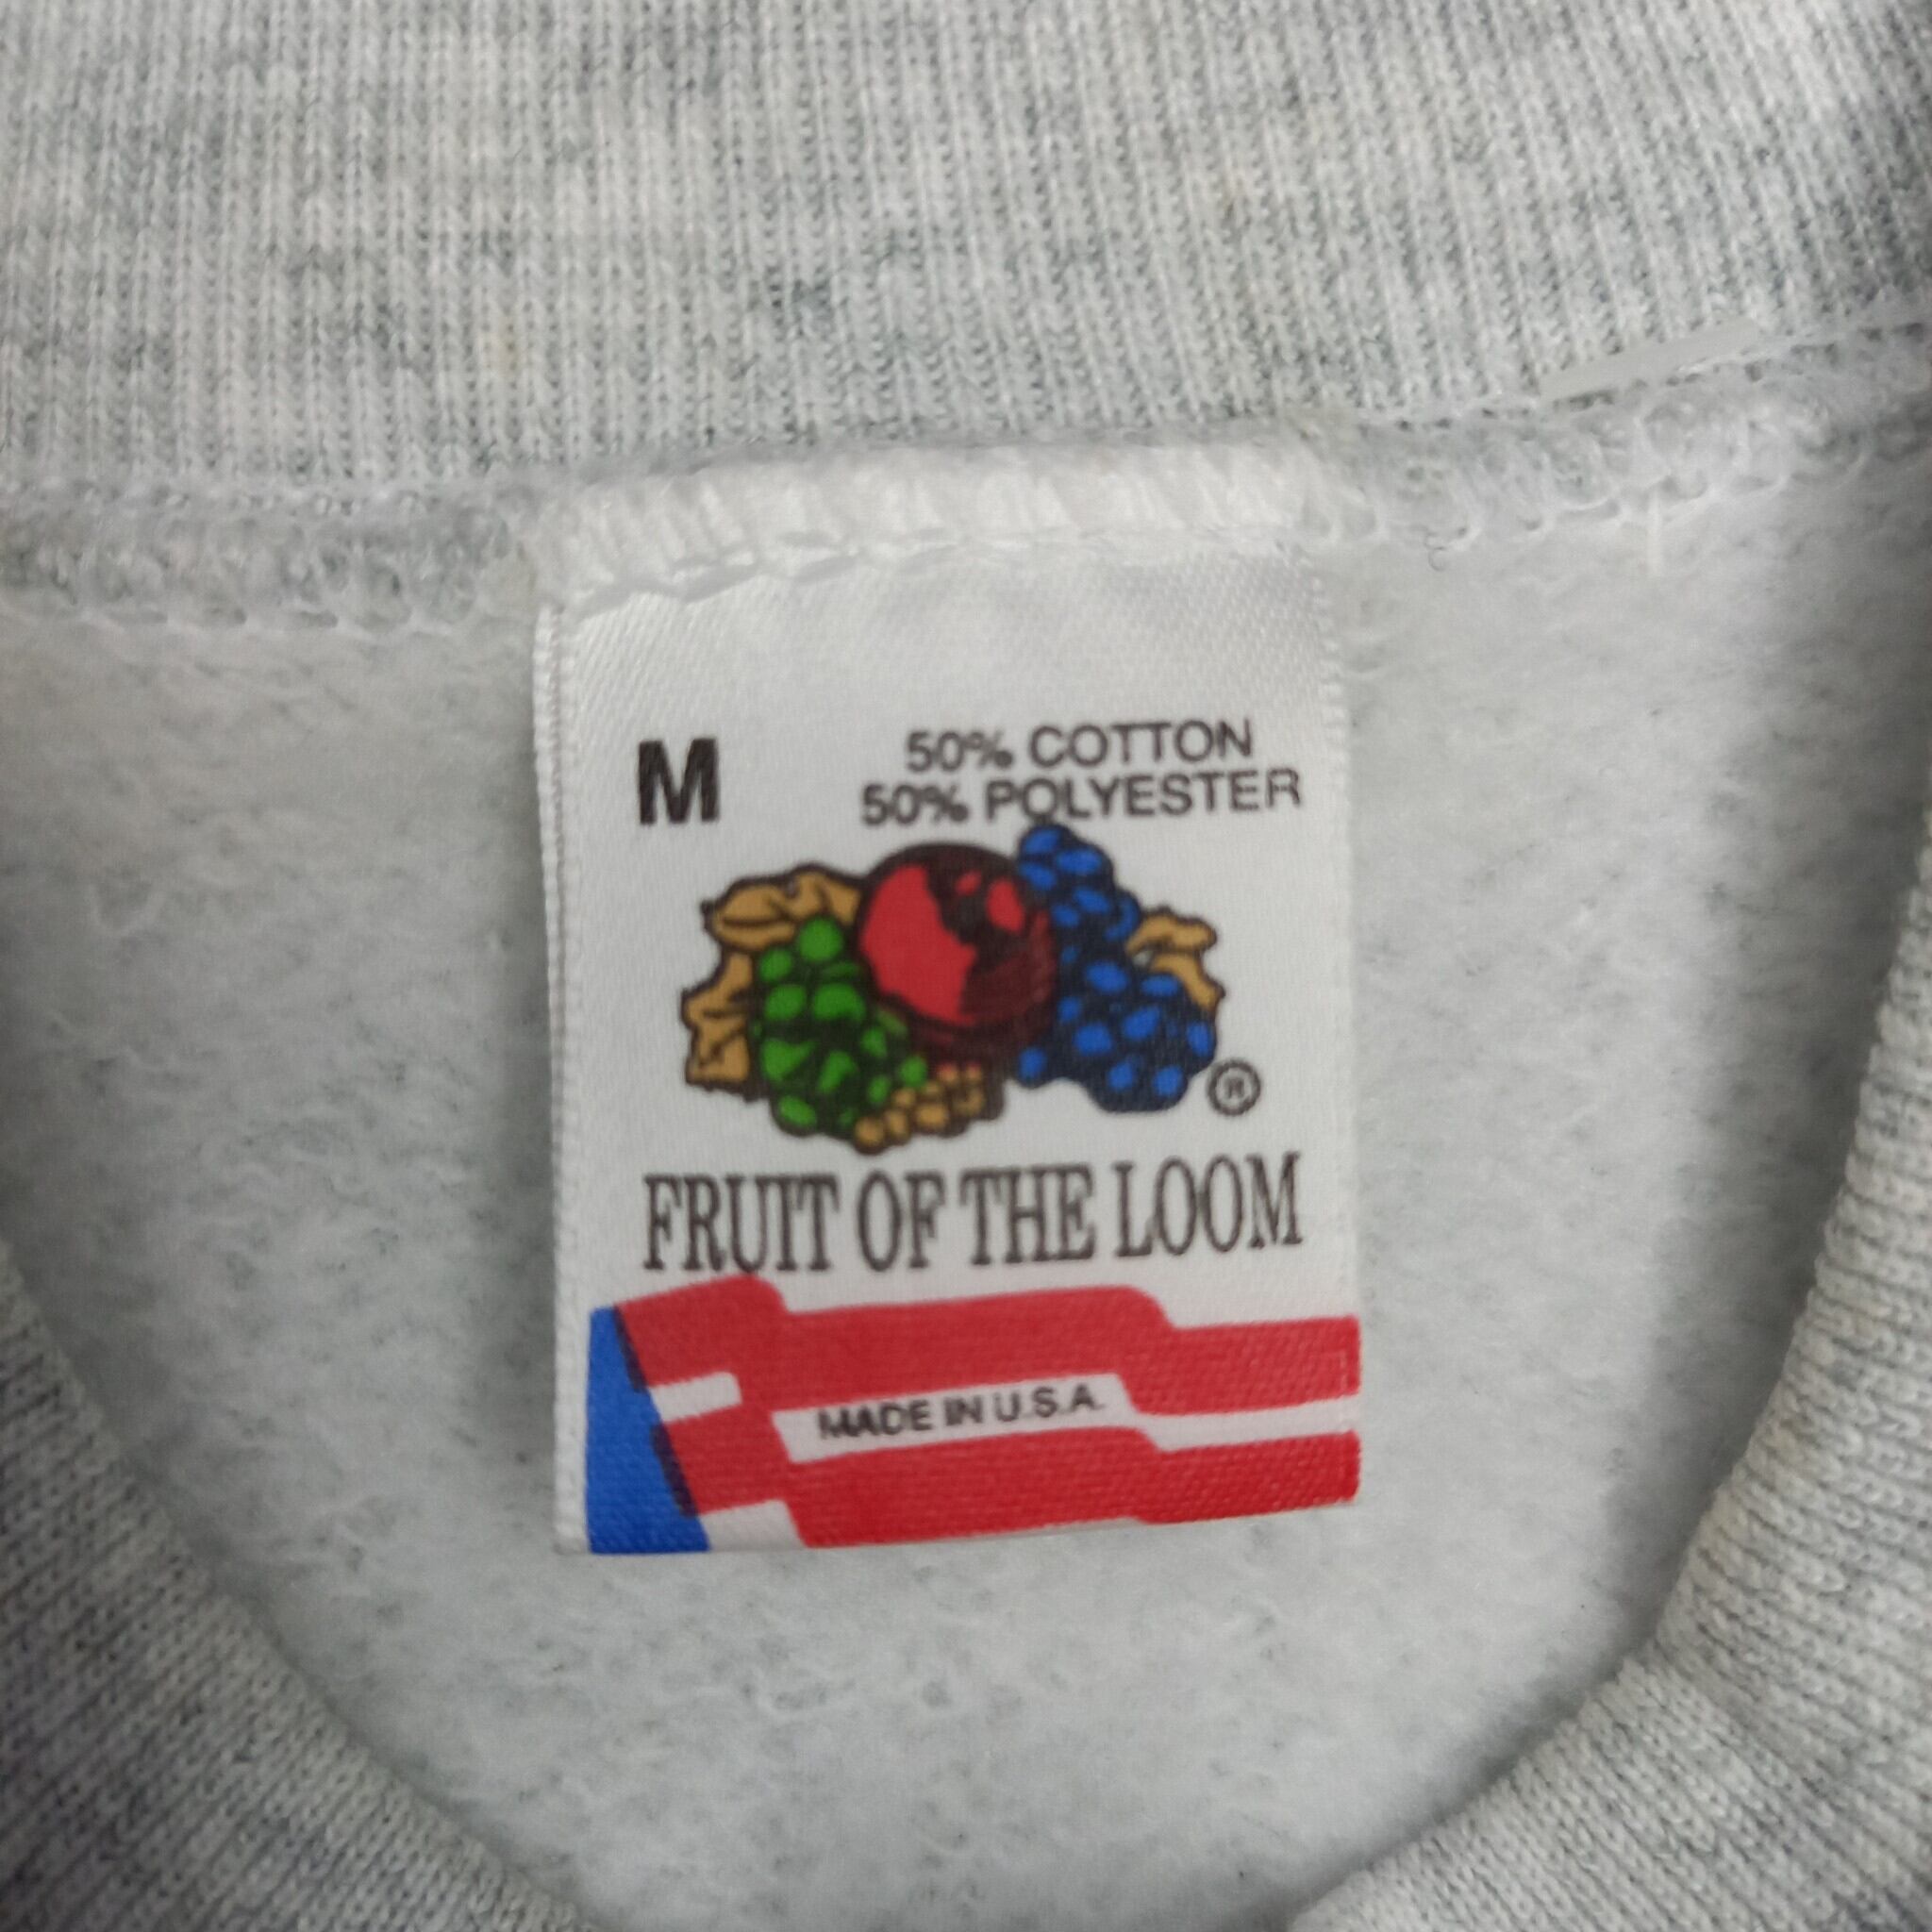 M
50% COTTON
50% POLYESTER
®
FRUIT OF THE LOOM
MADE IN U.S.A.